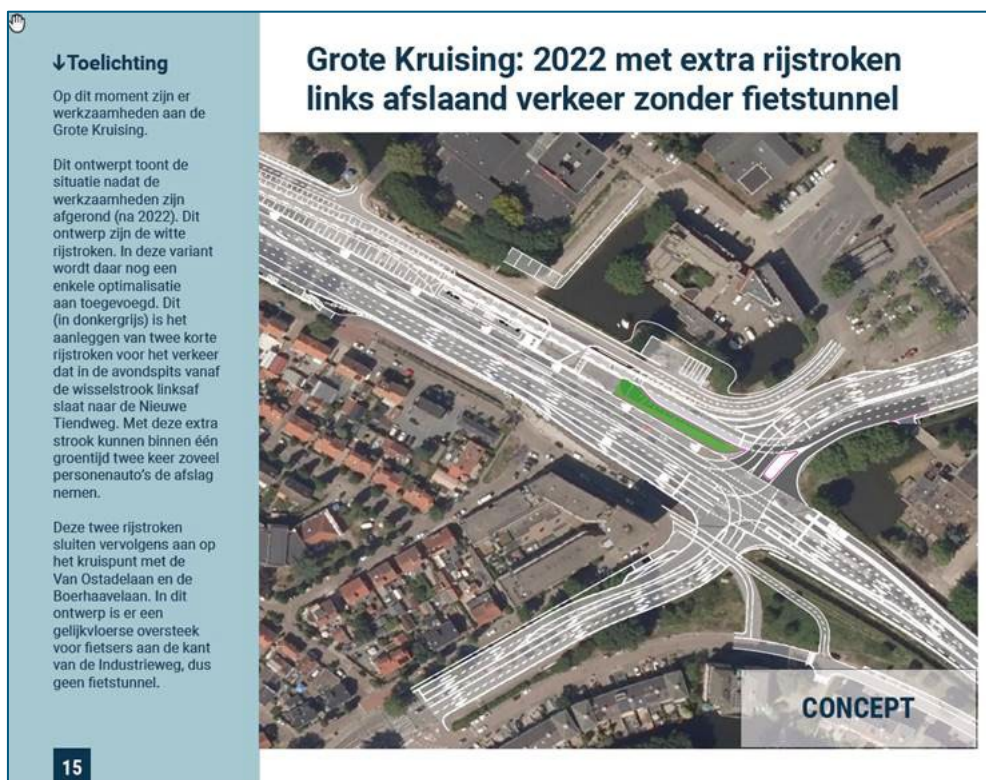 ↓Toelichting
Op dit moment zijn er
werkzaamheden aan de
Grote Kruising.
Dit ontwerpt toont de
situatie nadat de
werkzaamheden zijn
afgerond (na 2022). Dit
ontwerp zijn de witte
rijstroken. In deze variant
wordt daar nog een
enkele optimalisatie
aan toegevoegd. Dit
(in donkergrijs) is het
aanleggen van twee korte
rijstroken voor het verkeer
dat in de avondspits vanaf
de wisselstrook linksaf
slaat naar de Nieuwe
Tiendweg. Met deze extra
strook kunnen binnen één
groentijd twee keer zoveel
personenauto's de afslag
nemen.
Deze twee rijstroken
sluiten vervolgens aan op
het kruispunt met de
Van Ostadelaan en de
Boerhaavelaan. In dit
ontwerp is er een
gelijkvloerse oversteek
voor fietsers aan de kant
van de Industrieweg, dus
geen fietstunnel.
15
Grote Kruising: 2022 met extra rijstroken
links afslaand verkeer zonder fietstunnel
CONCEPT